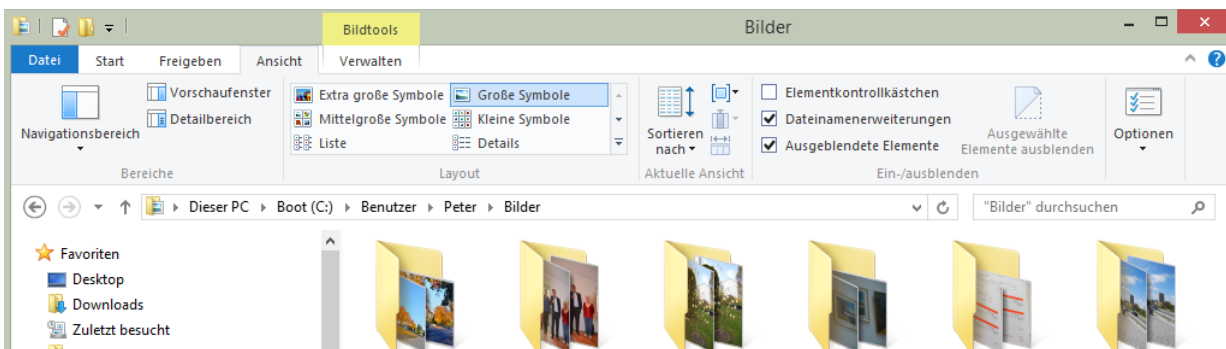 Bildtools
Bilder
Datei
Start
Freigeben
Ansicht
Verwalten
Navigationsbereich
Vorschaufenster
Detailbereich
Bereiche
Extra große Symbole
Große Symbole
Mittelgroße Symbole
Kleine Symbole
Liste
Details
Layout
Sortieren
nach
Aktuelle Ansicht
Elementkontrollkästchen
Dateinamenerweiterungen
Ausgeblendete Elemente
Ausgewählte
Elemente ausblenden
Ein-/ausblenden
Optionen
Dieser PC
Boot (C:)
Benutzer
Peter
Bilder
"Bilder" durchsuchen
Favoriten
Desktop
Downloads
Zuletzt besucht